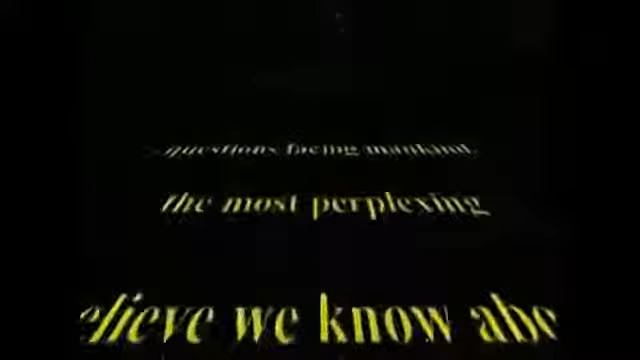 questions facing mankind.
the most perplexing
elieve we know abo